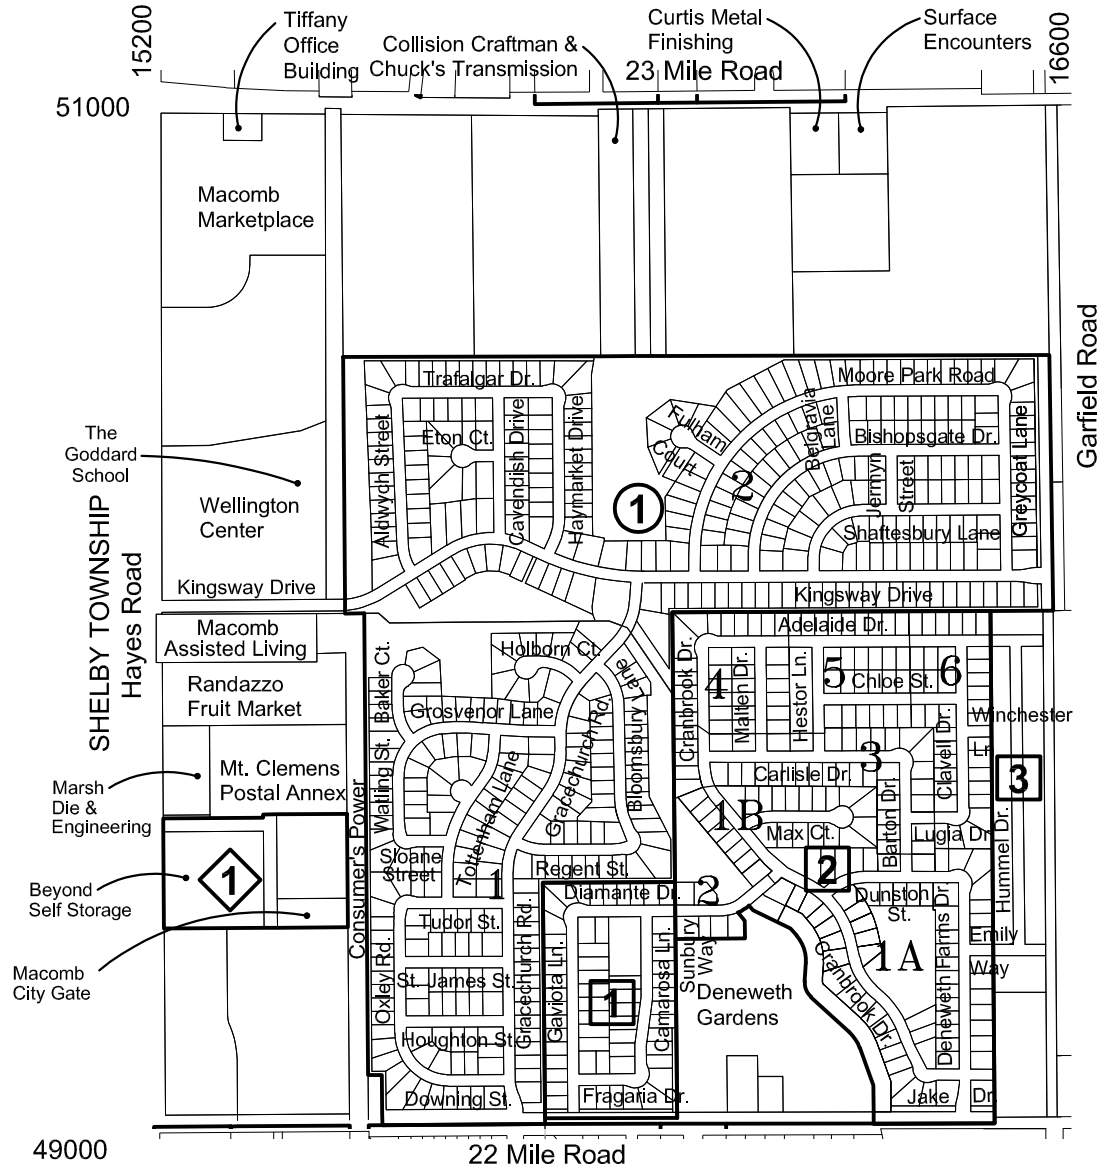 15200
Tiffany
Office
Building
Collision Craftman &
Chuck's Transmission
Curtis Metal
Finishing
Surface
Encounters
16600
23 Mile Road
51000
Macomb
Marketplace
Garfield Road
Trafalgar Dr.
Moore Park Road
Aldwych Street
Eton Ct.
Cavendish Drive
Haymarket Drive
Fulham
Court
Belgravia
Lane
Bishopsgate Dr.
Jermyn
Street
Greycoat Lane
2
1
Shaftesbury Lane
The
Goddard
School
Wellington
Center
SHELBY TOWNSHIP
Hayes Road
Kingsway Drive
Kingsway Drive
Macomb
Assisted Living
Adelaide Dr.
Holborn Ct.
Randazzo
Fruit Market
Baker Ct.
Grosvenor Lane
Bloomsbury Lane
Gracechurch Rd.
Cranbrook Dr.
4
Malten Dr.
Hestor Ln.
5
Chloe St.
6
Winchester
Ln.
Clavell Dr.
3
Carlisle Dr.
3
Marsh
Die &
Engineering
Mt. Clemens
Postal Annex
Consumer's Power
Watling St.
Tottenham Lane
Sloane
Street
1
Regent St.
1B
Max Ct.
Barton Dr.
Lugia Dr.
Hummel Dr.
2
Dunston
St.
1
Beyond
Self Storage
Macomb
City Gate
Diamante Dr.
2
Tudor St.
Gracechurch Rd.
Gaviota Ln.
Camarosa Ln.
Sunbury
Way
Oxley Rd.
St. James St.
1
Deneweth
Gardens
Cranbrook Dr.
1A
Deneweth Farms Dr.
Emily
Way
Houghton St.
Downing St.
Fragaria Dr.
Jake Dr.
49000
22 Mile Road